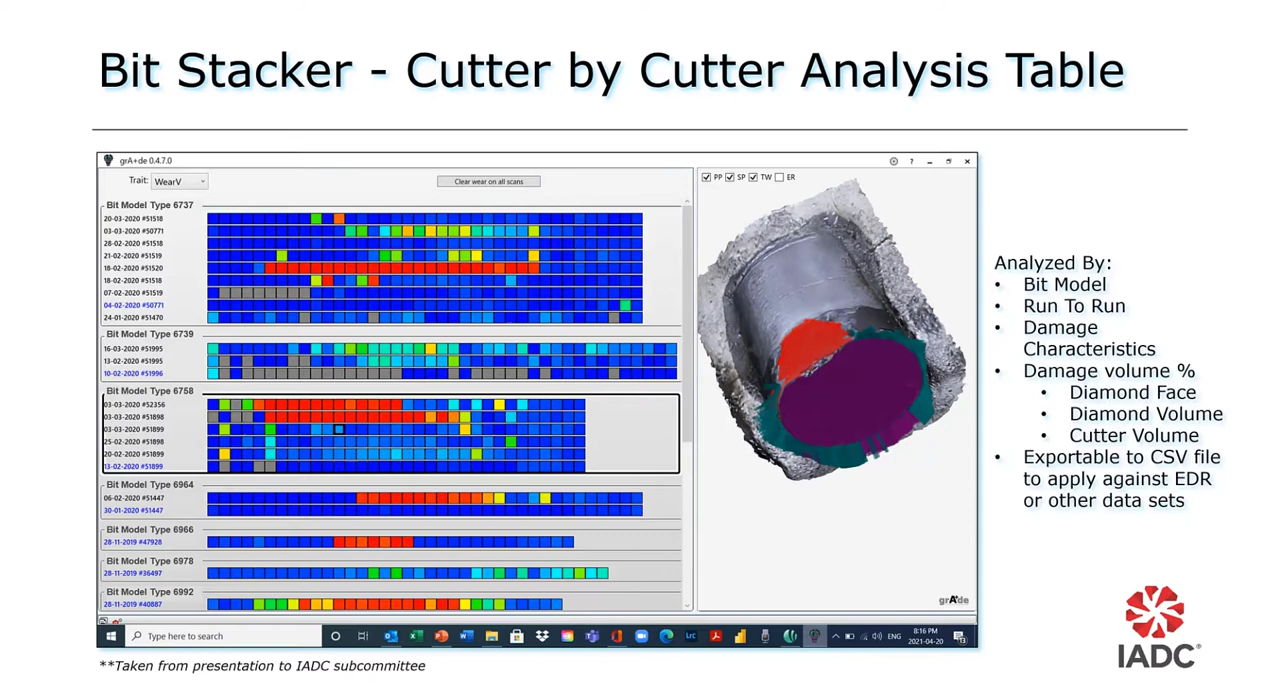 Bit Stacker - Cutter by Cutter Analysis Table
grA+de 0.4.7.0
Trait: WearV
Clear wear on all scans
PP SP TW ER
Bit Model Type 6737
20-03-2020 #51518
03-03-2020 #50771
28-02-2020 #51518
21-02-2020 #51519
18-02-2020 #51520
18-02-2020 #51518
07-02-2020 #51519
04-02-2020 #50771
24-01-2020 #51470
Bit Model Type 6739
16-03-2020 #51995
13-02-2020 #51995
10-02-2020 #51996
Bit Model Type 6758
03-03-2020 #52356
03-03-2020 #51898
03-03-2020 #51899
25-02-2020 #51898
20-02-2020 #51899
13-02-2020 #51899
Bit Model Type 6964
06-02-2020 #51447
30-01-2020 #51447
Bit Model Type 6966
28-11-2019 #47928
Bit Model Type 6978
28-11-2019 #36497
Bit Model Type 6992
28-11-2019 #40887
grA+de
Type here to search
8:16 PM
ENG
2021-04-20
13
Analyzed By:
• Bit Model
• Run To Run
• Damage
Characteristics
• Damage volume %
• Diamond Face
• Diamond Volume
• Cutter Volume
• Exportable to CSV file
to apply against EDR
or other data sets
**Taken from presentation to IADC subcommittee
IADC